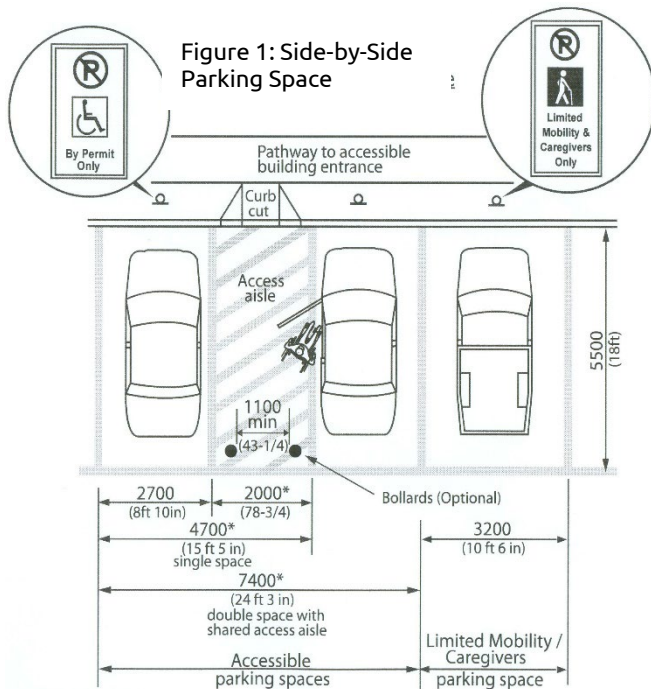 Figure 1: Side-by-Side
Parking Space
P
By Permit
Only
P
Limited
Mobility &
Caregivers
Only
Pathway to accessible
building entrance
Curb
cut
Access
aisle
5500
(18ft)
1100
min
(43-1/4)
Bollards (Optional)
2700
(8ft 10in)
2000*
(78-3/4)
4700*
(15 ft 5 in)
single space
3200
(10 ft 6 in)
7400*
(24 ft 3 in)
double space with
shared access aisle
Accessible
parking spaces
Limited Mobility /
Caregivers
parking space